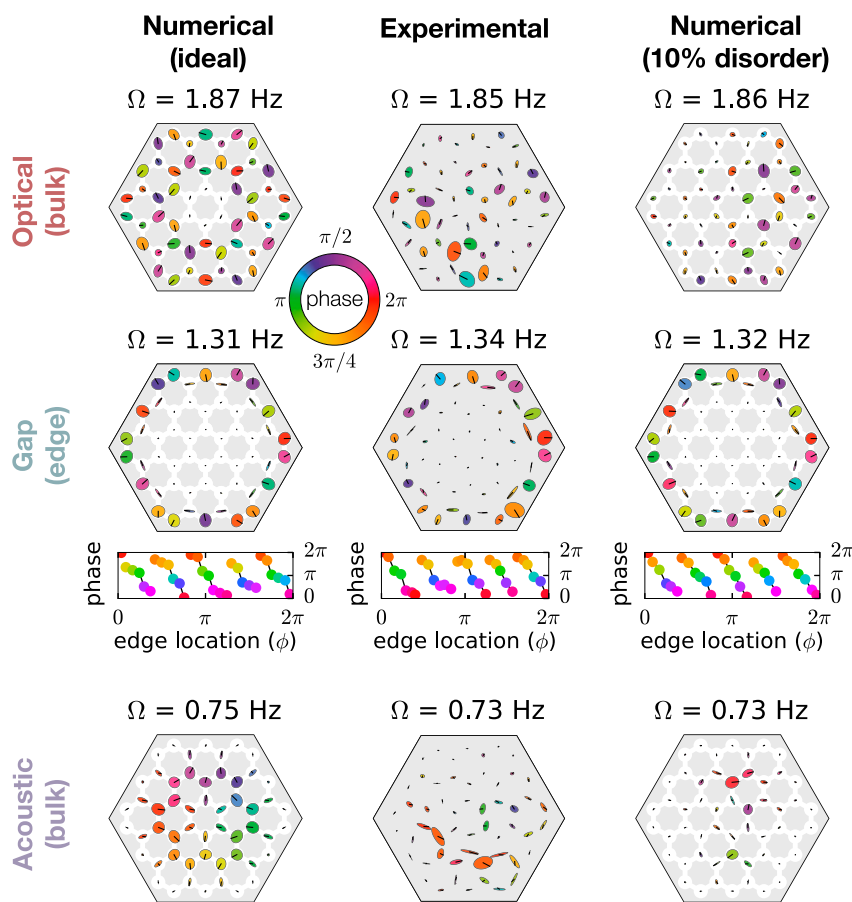 Numerical
(ideal)
Experimental
Numerical
(10% disorder)
Optical
(bulk)
Ω = 1.87 Hz
Ω = 1.85 Hz
Ω = 1.86 Hz
π/2
π
phase
2π
3π/4
Gap
(edge)
Ω = 1.31 Hz
Ω = 1.34 Hz
Ω = 1.32 Hz
phase
2π
π
0
0
π
2π
edge location (ϕ)
phase
2π
π
0
0
π
2π
edge location (ϕ)
phase
2π
π
0
0
π
2π
edge location (ϕ)
Acoustic
(bulk)
Ω = 0.75 Hz
Ω = 0.73 Hz
Ω = 0.73 Hz